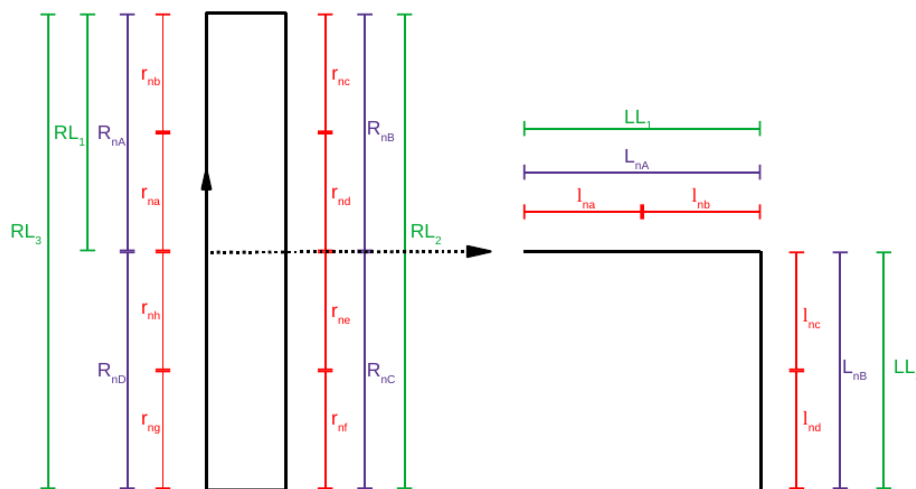 RL3
RL1
RnA
RnD
rnb
rna
rnh
rng
rnc
rnd
rne
rnf
RnB
RnC
RL2
LL1
LnA
lna
lnb
lnc
lnd
LnB
LL